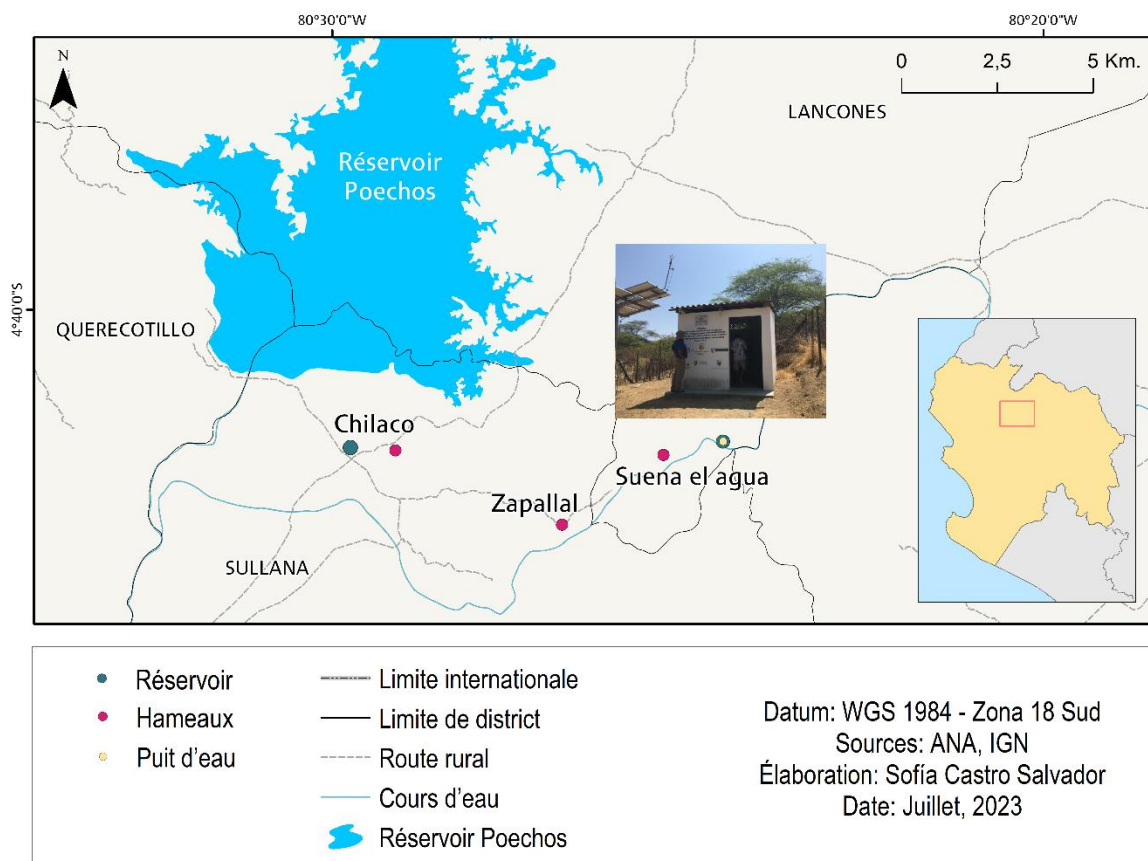 80°30'0"W
80°20'0"W
N
0 2,5 5 Km.
LANCONES
Réservoir
Poechos
4°40'0"S
QUERECOTILLO
Chilaco
Suena el agua
Zapallal
SULLANA
Réservoir
Hameaux
Puit d'eau
Limite internationale
Limite de district
Route rural
Cours d'eau
Réservoir Poechos
Datum: WGS 1984 - Zona 18 Sud
Sources: ANA, IGN
Élaboration: Sofía Castro Salvador
Date: Juillet, 2023